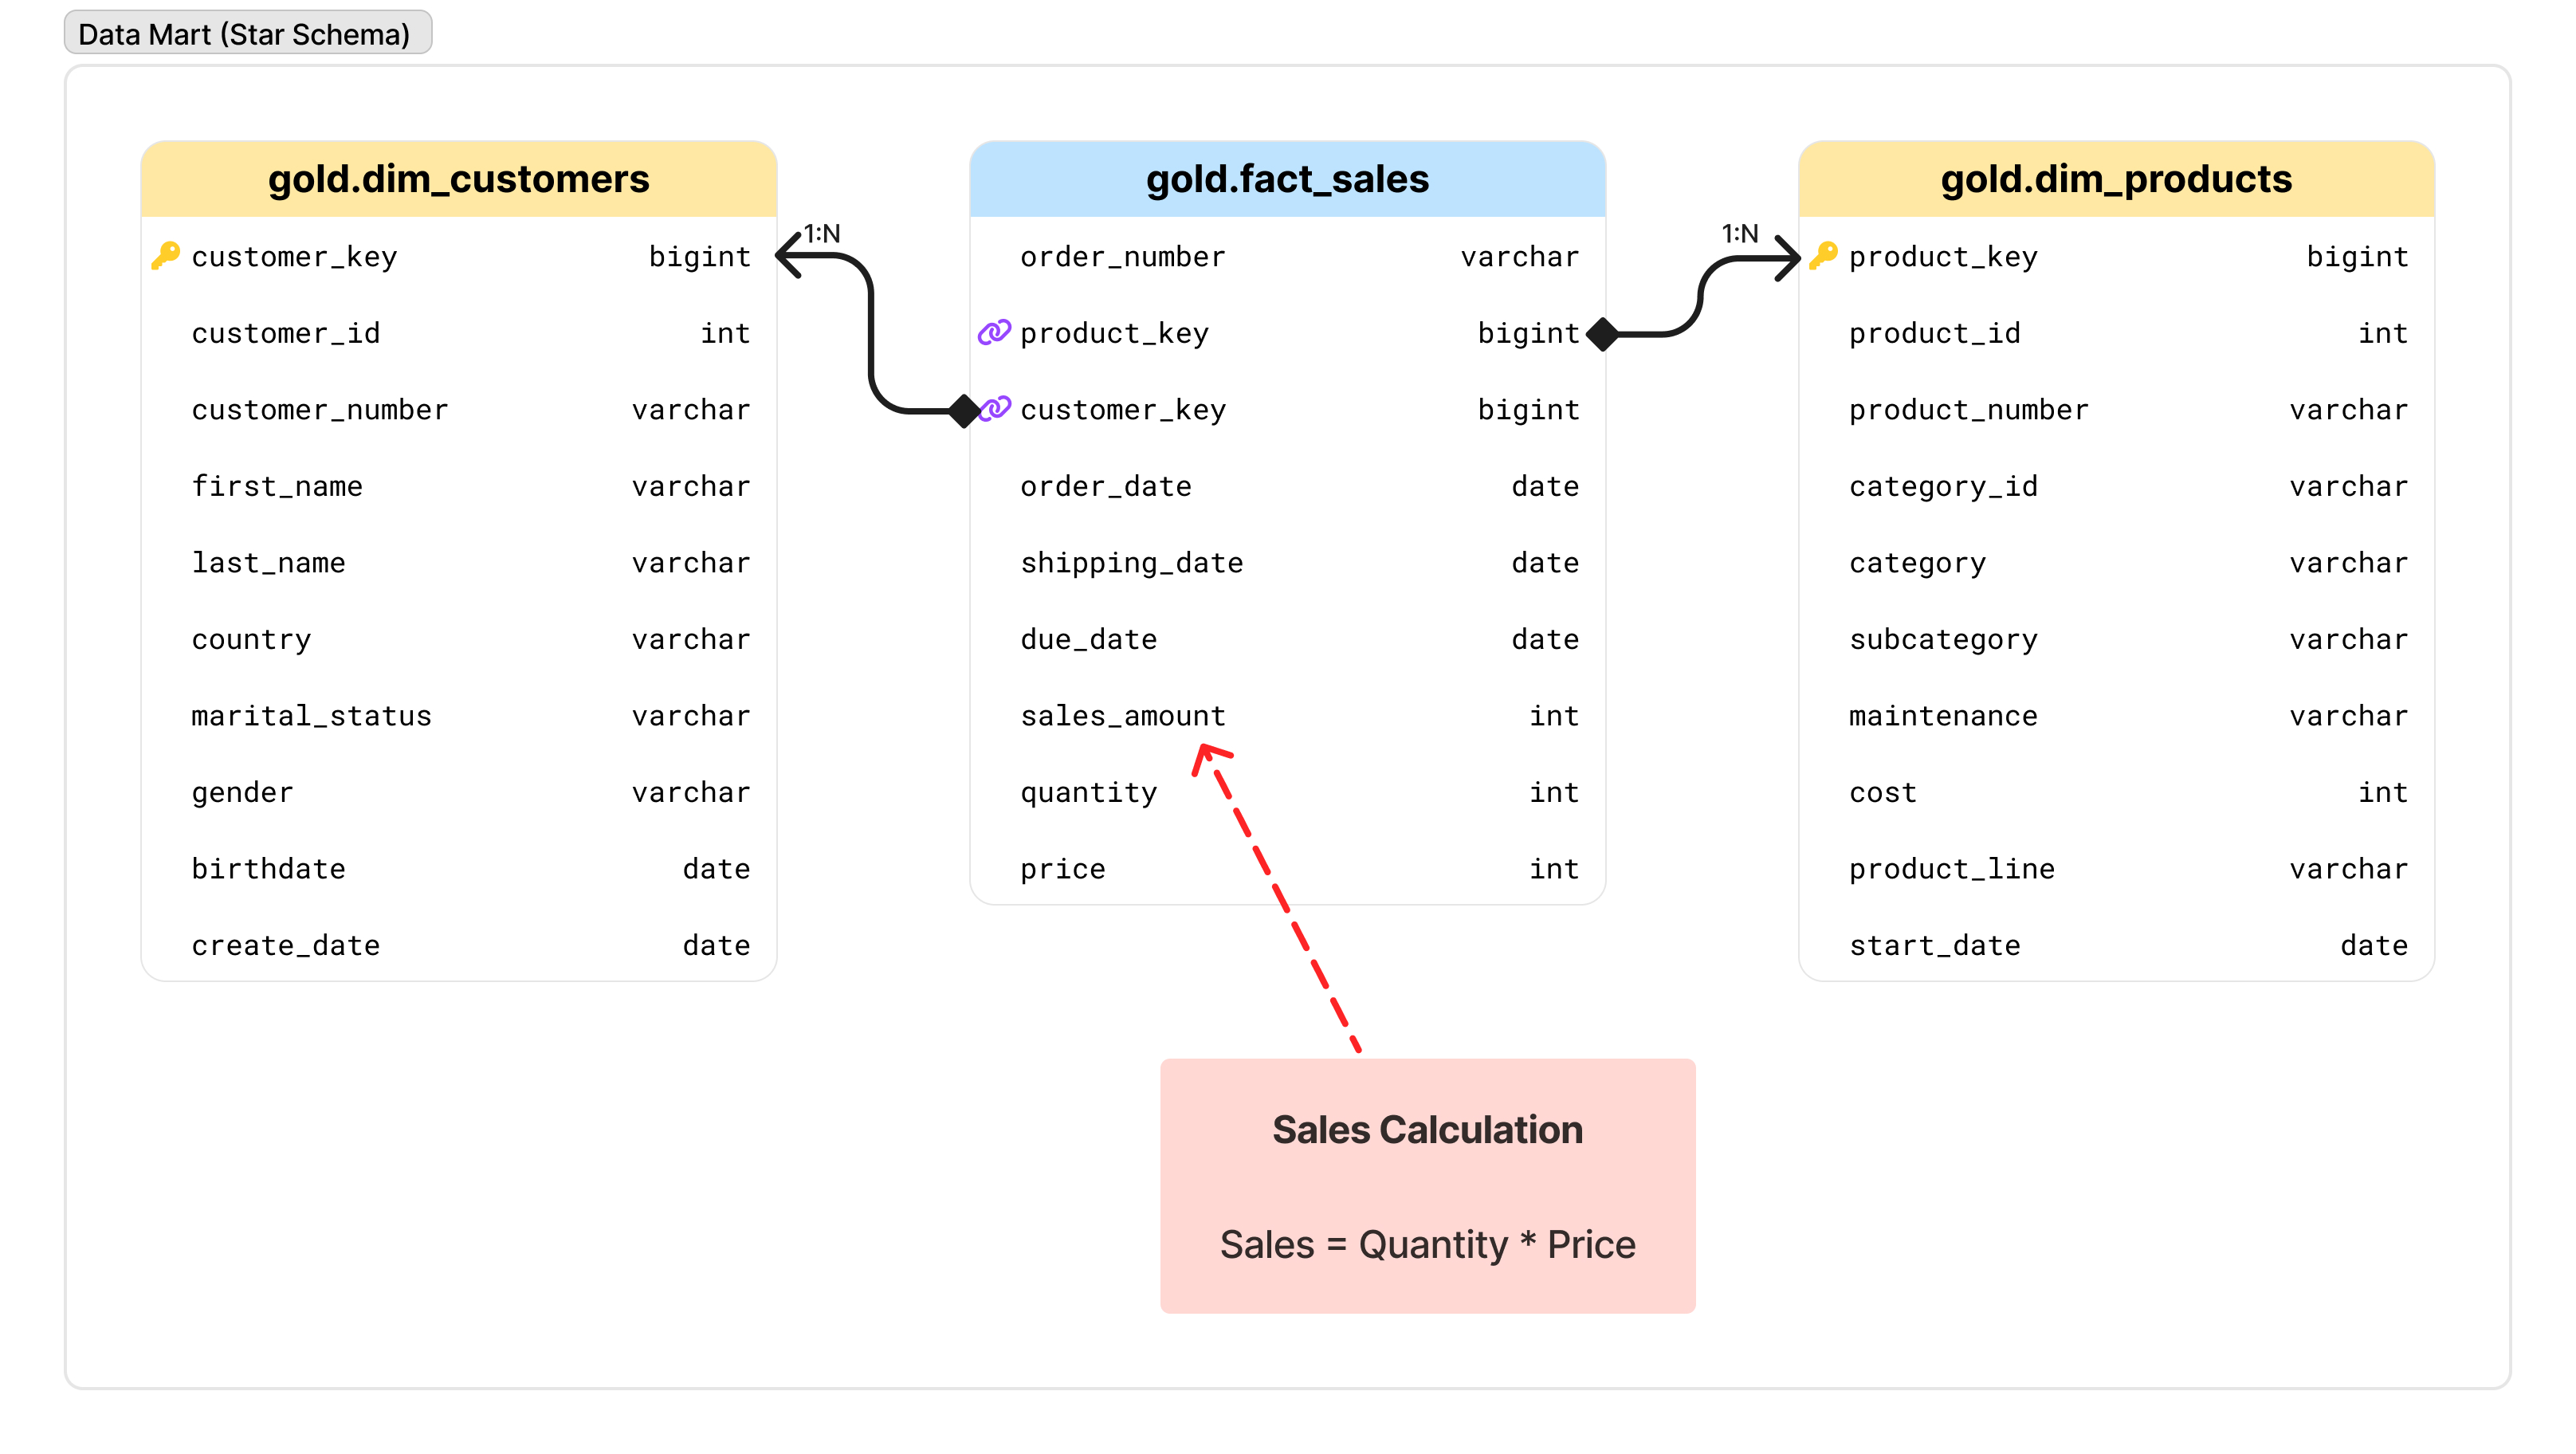 Data Mart (Star Schema)
gold.dim_customers
customer_key bigint
customer_id int
customer_number varchar
first_name varchar
last_name varchar
country varchar
marital_status varchar
gender varchar
birthdate date
create_date date
1:N
gold.fact_sales
order_number varchar
product_key bigint
customer_key bigint
order_date date
shipping_date date
due_date date
sales_amount int
quantity int
price int
1:N
gold.dim_products
product_key bigint
product_id int
product_number varchar
category_id varchar
category varchar
subcategory varchar
maintenance varchar
cost int
product_line varchar
start_date date
Sales Calculation
Sales = Quantity * Price